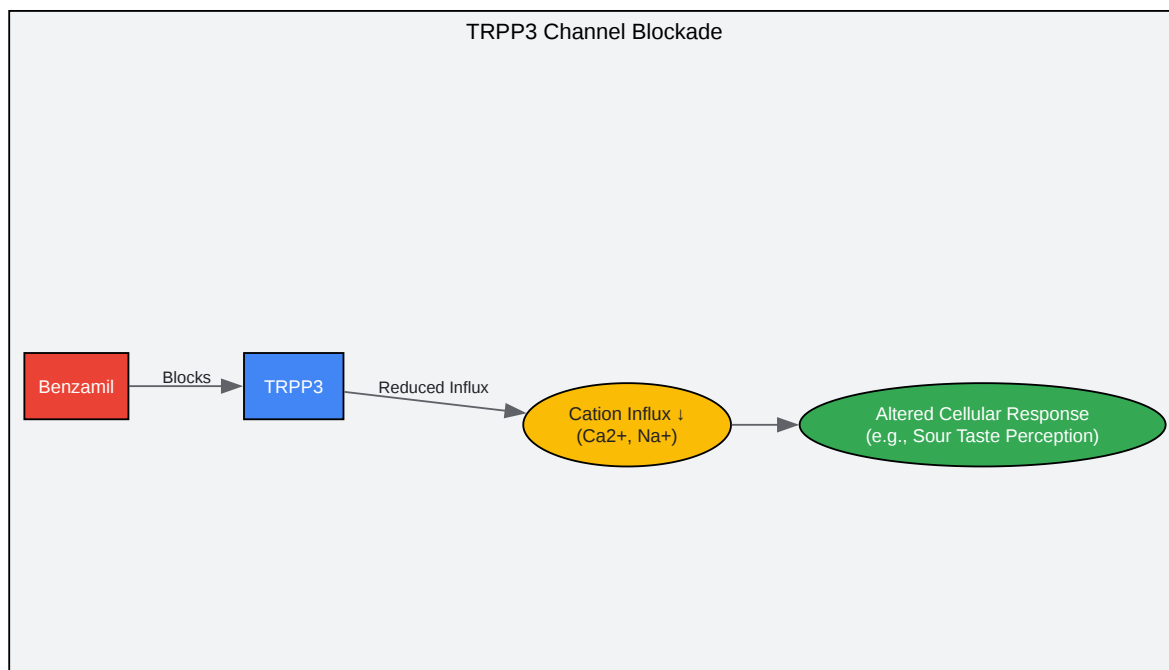 TRPP3 Channel Blockade
Benzamil
Blocks
TRPP3
Reduced Influx
Cation Influx ↓
(Ca2+, Na+)
Altered Cellular Response
(e.g., Sour Taste Perception)